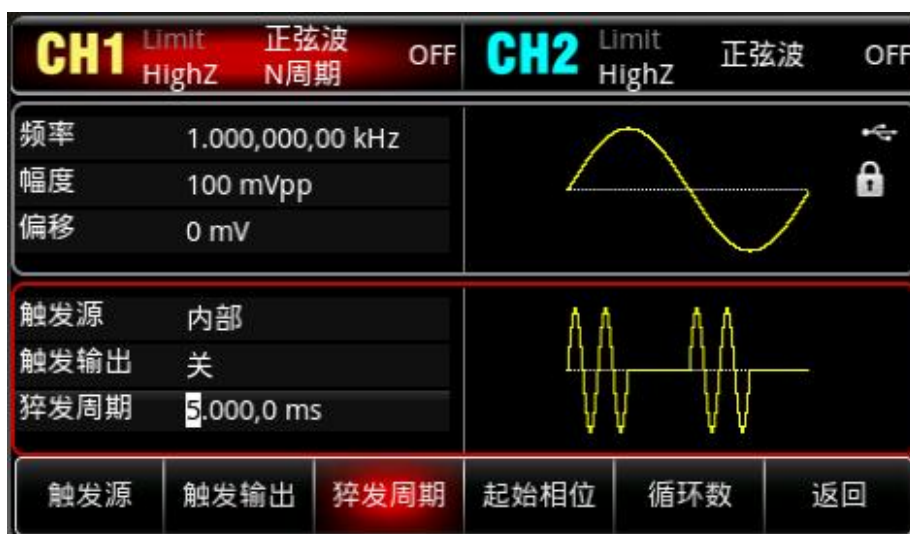 CH1 Limit 正弦波 OFF CH2 Limit 正弦波 OFF
HighZ N周期 HighZ
频率 1.000,000,00 kHz
幅度 100 mVpp
偏移 0 mV
触发源 内部
触发输出 关
猝发周期 5.000,0 ms
触发源 触发输出 猝发周期 起始相位 循环数 返回